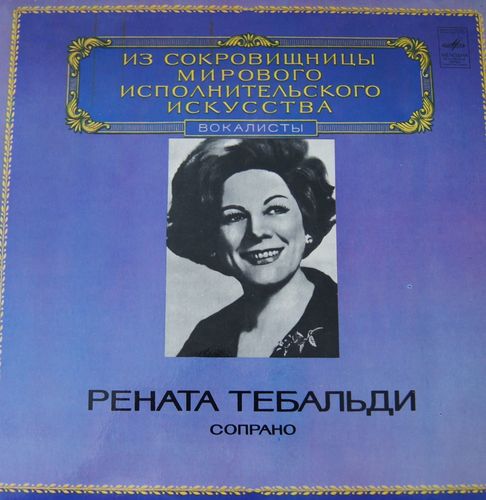 ИЗ СОКРОВИЩНИЦЫ
МИРОВОГО
ИСПОЛНИТЕЛЬСКОГО
ИСКУССТВА
ВОКАЛИСТЫ
РЕНАТА ТЕБАЛЬДИ
СОПРАНО